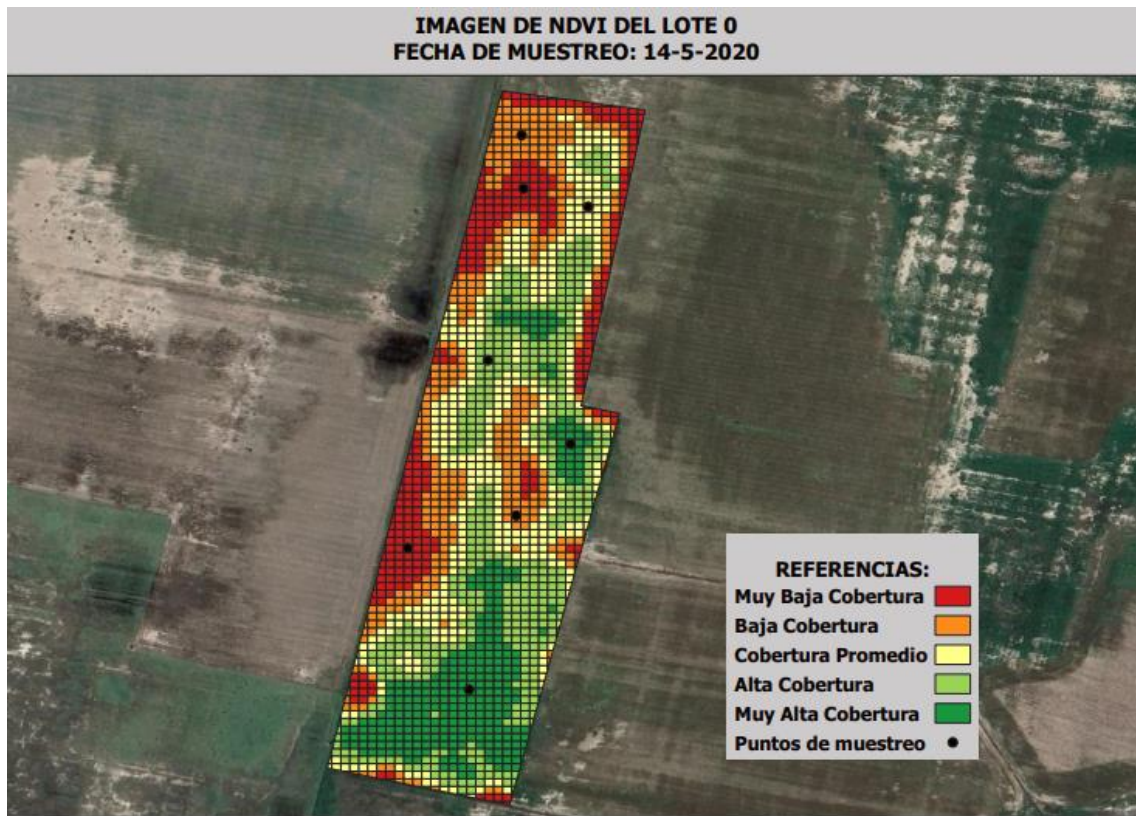 IMAGEN DE NDVI DEL LOTE 0
FECHA DE MUESTREO: 14-5-2020
REFERENCIAS:
Muy Baja Cobertura
Baja Cobertura
Cobertura Promedio
Alta Cobertura
Muy Alta Cobertura
Puntos de muestreo